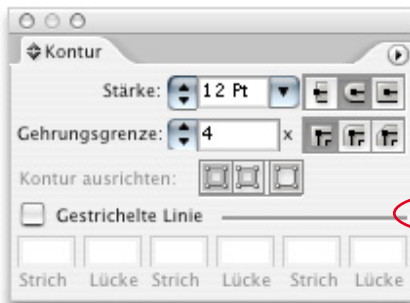 Kontur
Stärke: 12 Pt
Gehrungsgrenze: 4 x
Kontur ausrichten:
Gestrichelte Linie
Strich Lücke Strich Lücke Strich Lücke